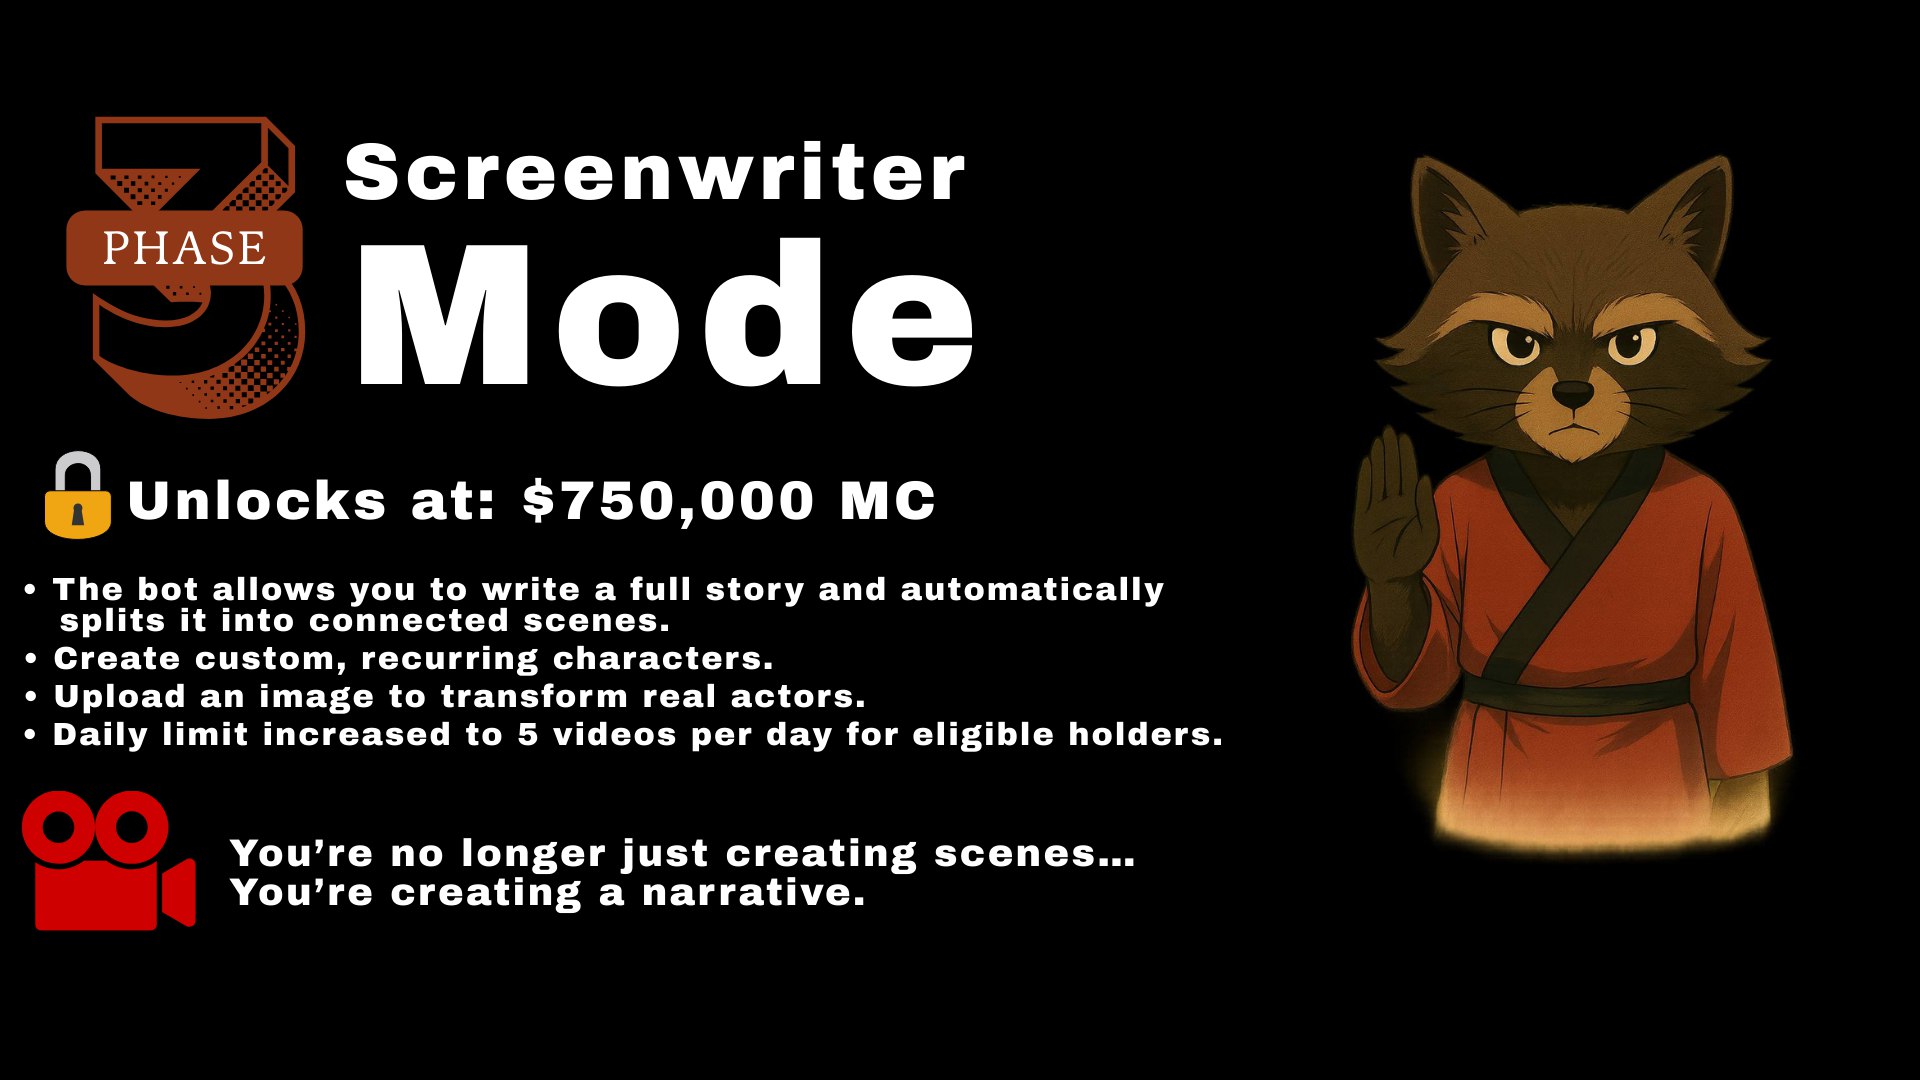 3
PHASE
Screenwriter
Mode
Unlocks at: $750,000 MC
• The bot allows you to write a full story and automatically
splits it into connected scenes.
• Create custom, recurring characters.
• Upload an image to transform real actors.
• Daily limit increased to 5 videos per day for eligible holders.
You’re no longer just creating scenes...
You’re creating a narrative.